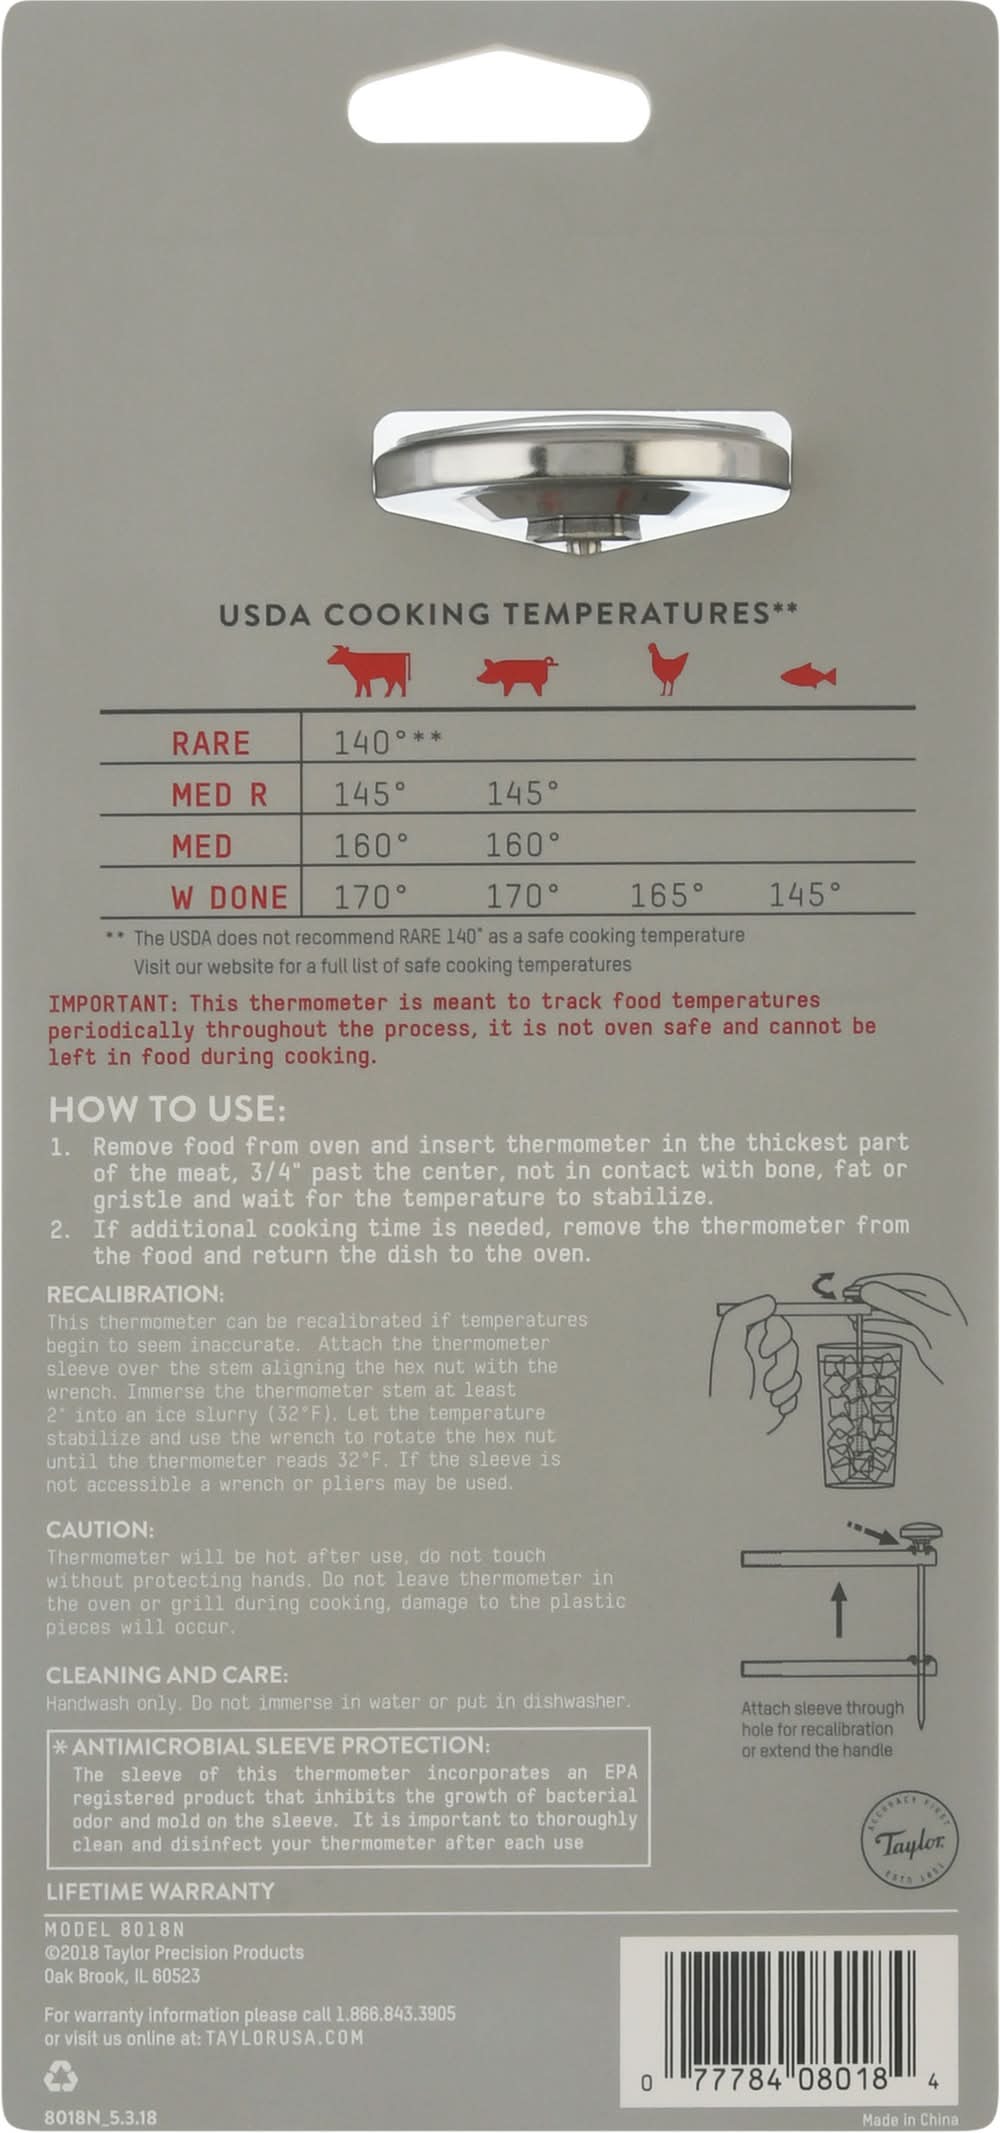 USDA COOKING TEMPERATURES**
RARE 140°**
MED R 145° 145°
MED 160° 160°
W DONE 170° 170° 165° 145°
** The USDA does not recommend RARE 140° as a safe cooking temperature
Visit our website for a full list of safe cooking temperatures
IMPORTANT: This thermometer is meant to track food temperatures
periodically throughout the process, it is not oven safe and cannot be
left in food during cooking.
HOW TO USE:
1. Remove food from oven and insert thermometer in the thickest part
of the meat, 3/4" past the center, not in contact with bone, fat or
gristle and wait for the temperature to stabilize.
2. If additional cooking time is needed, remove the thermometer from
the food and return the dish to the oven.
RECALIBRATION:
This thermometer can be recalibrated if temperatures
begin to seem inaccurate. Attach the thermometer
sleeve over the stem aligning the hex nut with the
wrench. Immerse the thermometer stem at least
2" into an ice slurry (32°F). Let the temperature
stabilize and use the wrench to rotate the hex nut
until the thermometer reads 32°F. If the sleeve is
not accessible a wrench or pliers may be used.
CAUTION:
Thermometer will be hot after use, do not touch
without protecting hands. Do not leave thermometer in
the oven or grill during cooking, damage to the plastic
pieces will occur.
CLEANING AND CARE:
Handwash only. Do not immerse in water or put in dishwasher.
Attach sleeve through
hole for recalibration
or extend the handle
* ANTIMICROBIAL SLEEVE PROTECTION:
The sleeve of this thermometer incorporates an EPA
registered product that inhibits the growth of bacterial
odor and mold on the sleeve. It is important to thoroughly
clean and disinfect your thermometer after each use
ACCURACY FIRST
Taylor
ESTD 1851
LIFETIME WARRANTY
MODEL 8018N
©2018 Taylor Precision Products
Oak Brook, IL 60523
For warranty information please call 1.866.843.3905
or visit us online at: TAYLORUSA.COM
8018N_5.3.18
0 77784 08018 4
Made in China